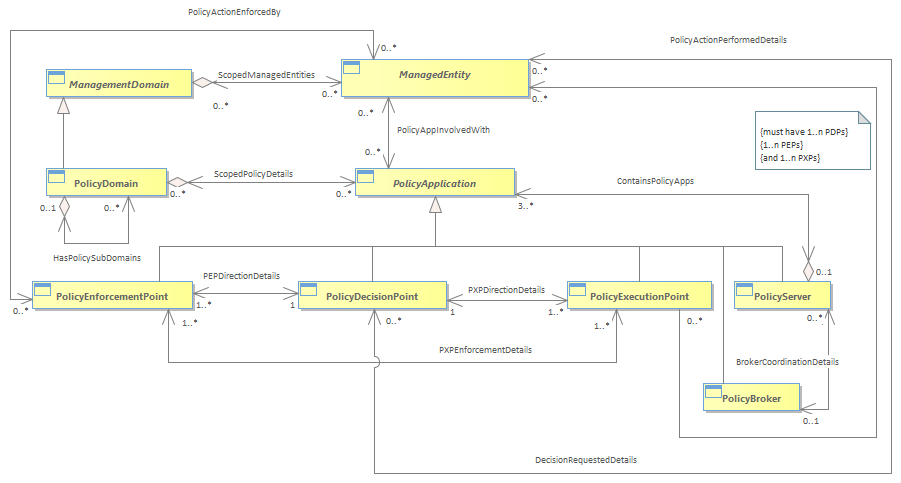 PolicyActionEnforcedBy
PolicyActionPerformedDetails
0..*
ManagedEntity
0..*
ScopedManagedEntities
ManagementDomain
0..*
0..*
0..*
0..*
PolicyAppInvolvedWith
{must have 1..n PDPs}
{1..n PEPs}
{and 1..n PXPs}
0..*
ScopedPolicyDetails
ContainsPolicyApps
PolicyDomain
PolicyApplication
0..*
0..*
3..*
0..1
0..*
HasPolicySubDomains
PEPDirectionDetails
PXPDirectionDetails
0..1
PolicyEnforcementPoint
PolicyDecisionPoint
PolicyExecutionPoint
PolicyServer
0..*
1..*
1
1
1..*
1..*
0..*
1..*
0..*
0..*
PXPEnforcementDetails
BrokerCoordinationDetails
PolicyBroker
0..1
DecisionRequestedDetails